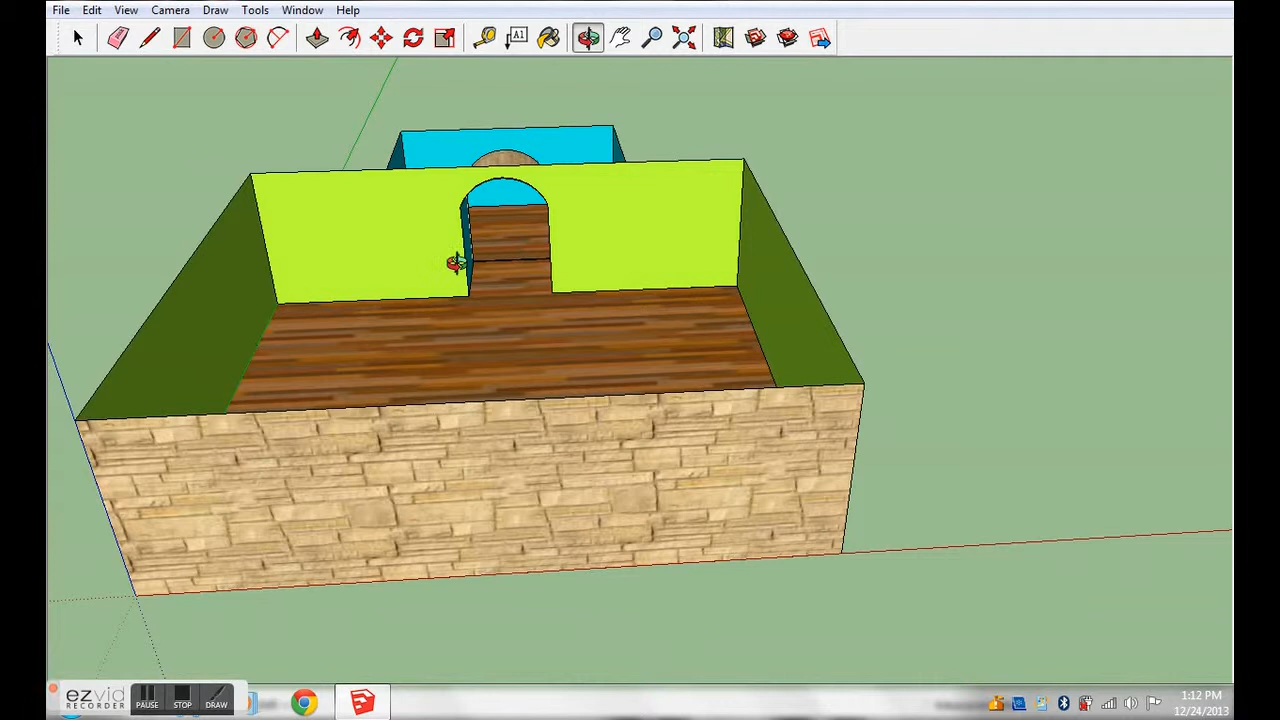 File Edit View Camera Draw Tools Window Help
A1
ezvid
RECORDER
PAUSE STOP DRAW
1:12 PM
12/24/2013